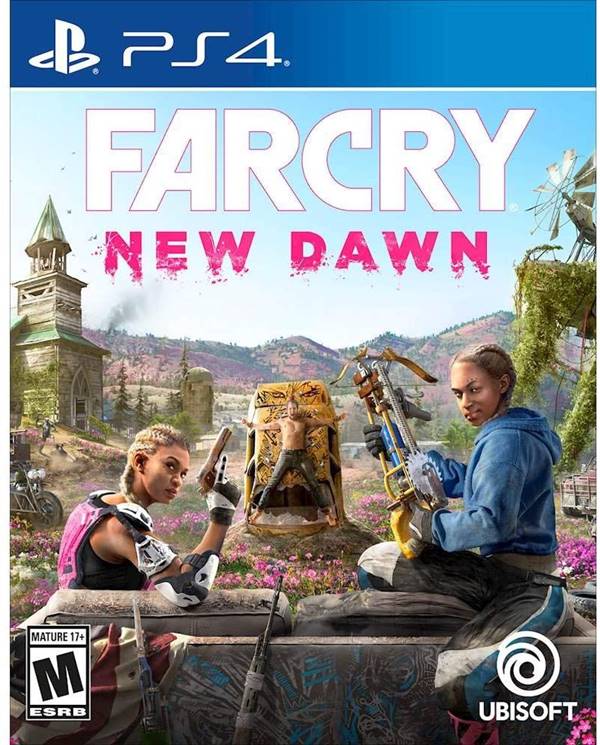 PS4
FARCRY
NEW DAWN
MATURE 17+
M
ESRB
UBISOFT